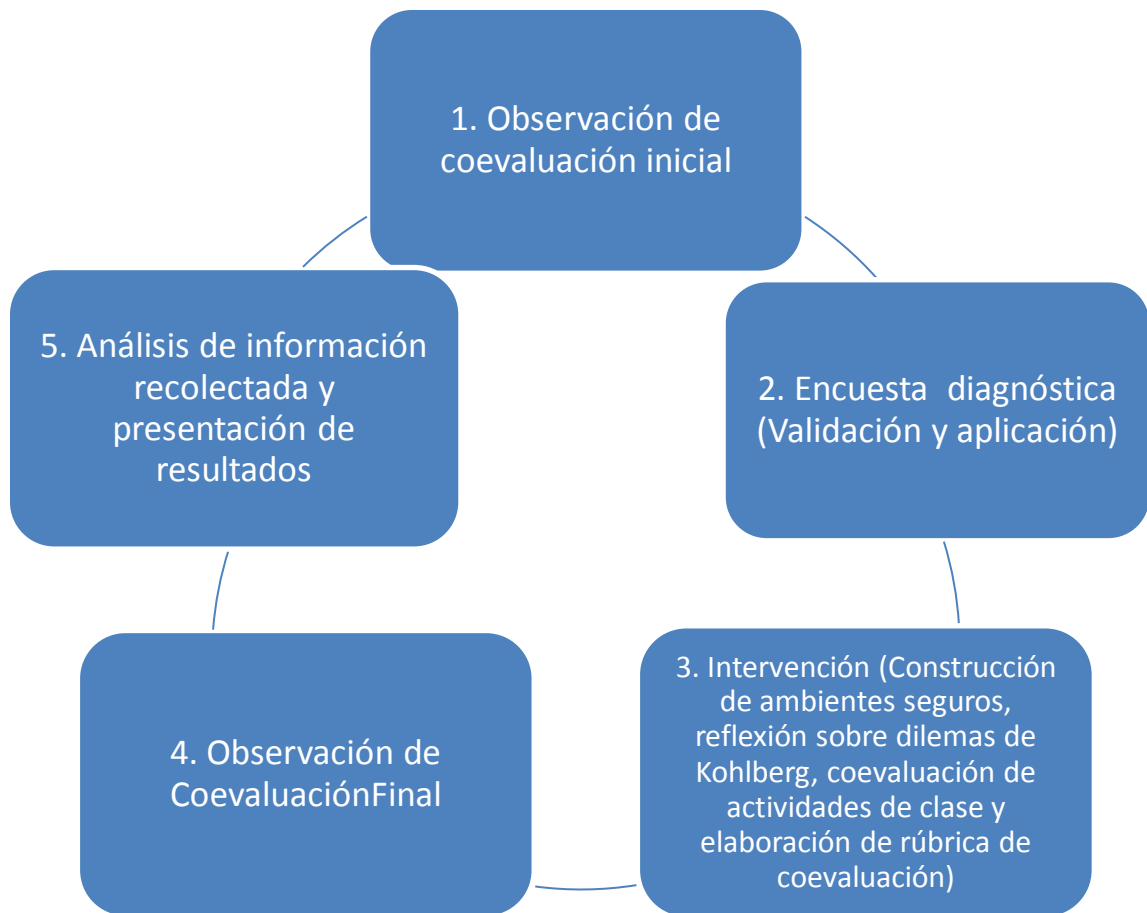 1. Observación de
coevaluación inicial
2. Encuesta  diagnóstica
(Validación y aplicación)
3. Intervención (Construcción
de ambientes seguros,
reflexión sobre dilemas de
Kohlberg, coevaluación de
actividades de clase y
elaboración de rúbrica de
coevaluación)
4. Observación de
CoevaluaciónFinal
5. Análisis de información
recolectada y
presentación de
resultados